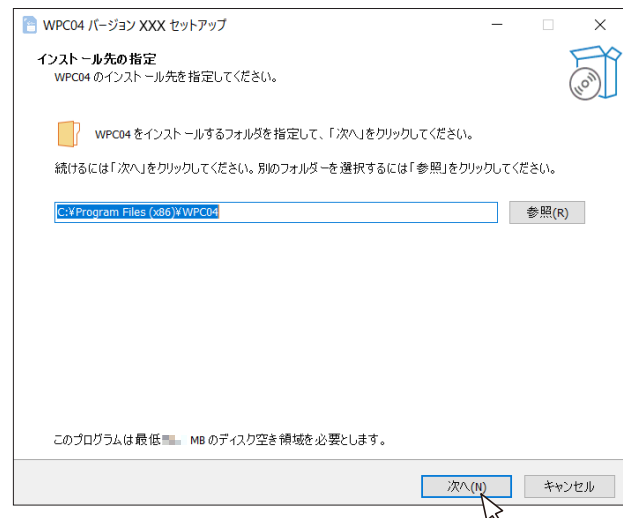 WPC04 バージョン XXX セットアップ
インストール先の指定
WPC04 のインストール先を指定してください。
WPC04 をインストールするフォルダを指定して、「次へ」をクリックしてください。
続けるには「次へ」をクリックしてください。別のフォルダーを選択するには「参照」をクリックしてください。
C:¥Program Files (x86)¥WPC04
参照(R)
このプログラムは最低 MB のディスク空き領域を必要とします。
次へ(N)
キャンセル